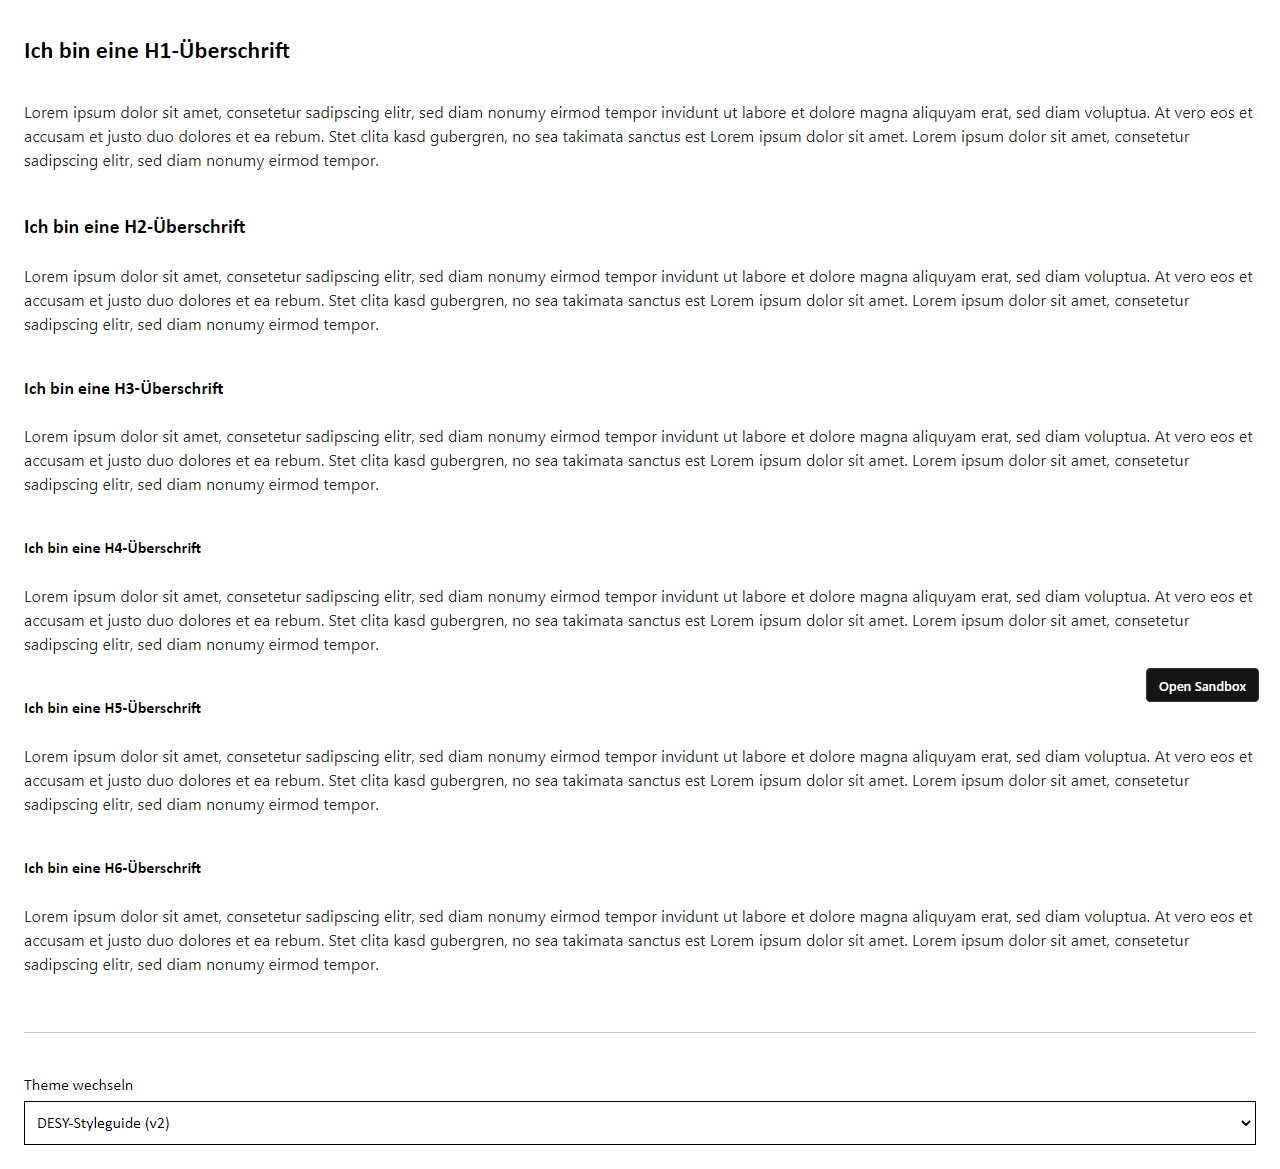 Ich bin eine H1-Überschrift
Lorem ipsum dolor sit amet, consetetur sadipscing elitr, sed diam nonumy eirmod tempor invidunt ut labore et dolore magna aliquyam erat, sed diam voluptua. At vero eos et
accusam et justo duo dolores et ea rebum. Stet clita kasd gubergren, no sea takimata sanctus est Lorem ipsum dolor sit amet. Lorem ipsum dolor sit amet, consetetur
sadipscing elitr, sed diam nonumy eirmod tempor.
Ich bin eine H2-Überschrift
Lorem ipsum dolor sit amet, consetetur sadipscing elitr, sed diam nonumy eirmod tempor invidunt ut labore et dolore magna aliquyam erat, sed diam voluptua. At vero eos et
accusam et justo duo dolores et ea rebum. Stet clita kasd gubergren, no sea takimata sanctus est Lorem ipsum dolor sit amet. Lorem ipsum dolor sit amet, consetetur
sadipscing elitr, sed diam nonumy eirmod tempor.
Ich bin eine H3-Überschrift
Lorem ipsum dolor sit amet, consetetur sadipscing elitr, sed diam nonumy eirmod tempor invidunt ut labore et dolore magna aliquyam erat, sed diam voluptua. At vero eos et
accusam et justo duo dolores et ea rebum. Stet clita kasd gubergren, no sea takimata sanctus est Lorem ipsum dolor sit amet. Lorem ipsum dolor sit amet, consetetur
sadipscing elitr, sed diam nonumy eirmod tempor.
Ich bin eine H4-Überschrift
Lorem ipsum dolor sit amet, consetetur sadipscing elitr, sed diam nonumy eirmod tempor invidunt ut labore et dolore magna aliquyam erat, sed diam voluptua. At vero eos et
accusam et justo duo dolores et ea rebum. Stet clita kasd gubergren, no sea takimata sanctus est Lorem ipsum dolor sit amet. Lorem ipsum dolor sit amet, consetetur
sadipscing elitr, sed diam nonumy eirmod tempor.
Open Sandbox
Ich bin eine H5-Überschrift
Lorem ipsum dolor sit amet, consetetur sadipscing elitr, sed diam nonumy eirmod tempor invidunt ut labore et dolore magna aliquyam erat, sed diam voluptua. At vero eos et
accusam et justo duo dolores et ea rebum. Stet clita kasd gubergren, no sea takimata sanctus est Lorem ipsum dolor sit amet. Lorem ipsum dolor sit amet, consetetur
sadipscing elitr, sed diam nonumy eirmod tempor.
Ich bin eine H6-Überschrift
Lorem ipsum dolor sit amet, consetetur sadipscing elitr, sed diam nonumy eirmod tempor invidunt ut labore et dolore magna aliquyam erat, sed diam voluptua. At vero eos et
accusam et justo duo dolores et ea rebum. Stet clita kasd gubergren, no sea takimata sanctus est Lorem ipsum dolor sit amet. Lorem ipsum dolor sit amet, consetetur
sadipscing elitr, sed diam nonumy eirmod tempor.
Theme wechseln
DESY-Styleguide (v2)